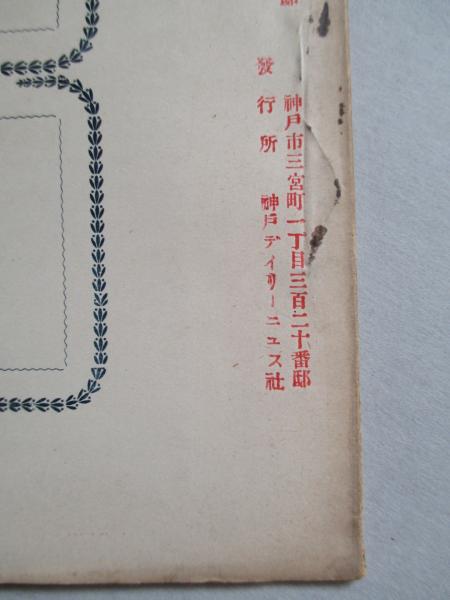 神戸市三宮町一丁目三百二十番邸
發行所 神戸デイリーニユス社